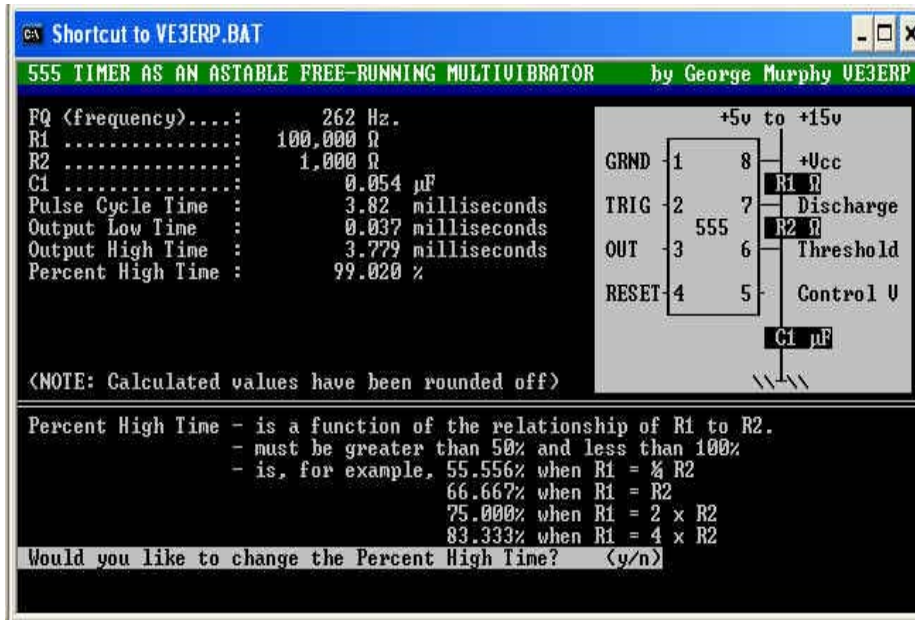 Shortcut to VE3ERP.BAT
555 TIMER AS AN ASTABLE FREE-RUNNING MULTIVIBRATOR by George Murphy VE3ERP
FQ (frequency)....: 262 Hz.
R1 ...............: 100,000 Ω
R2 ...............: 1,000 Ω
C1 ...............: 0.054 µF
Pulse Cycle Time : 3.82 milliseconds
Output Low Time : 0.037 milliseconds
Output High Time : 3.779 milliseconds
Percent High Time : 99.020 %
(NOTE: Calculated values have been rounded off)
+5v to +15v
GRND 1 8 +Vcc
R1 Ω
TRIG 2 7 Discharge
555 R2 Ω
OUT 3 6 Threshold
RESET 4 5 Control V
C1 µF
Percent High Time - is a function of the relationship of R1 to R2.
- must be greater than 50% and less than 100%
- is, for example, 55.556% when R1 = ¼ R2
66.667% when R1 = R2
75.000% when R1 = 2 x R2
83.333% when R1 = 4 x R2
Would you like to change the Percent High Time? (y/n)